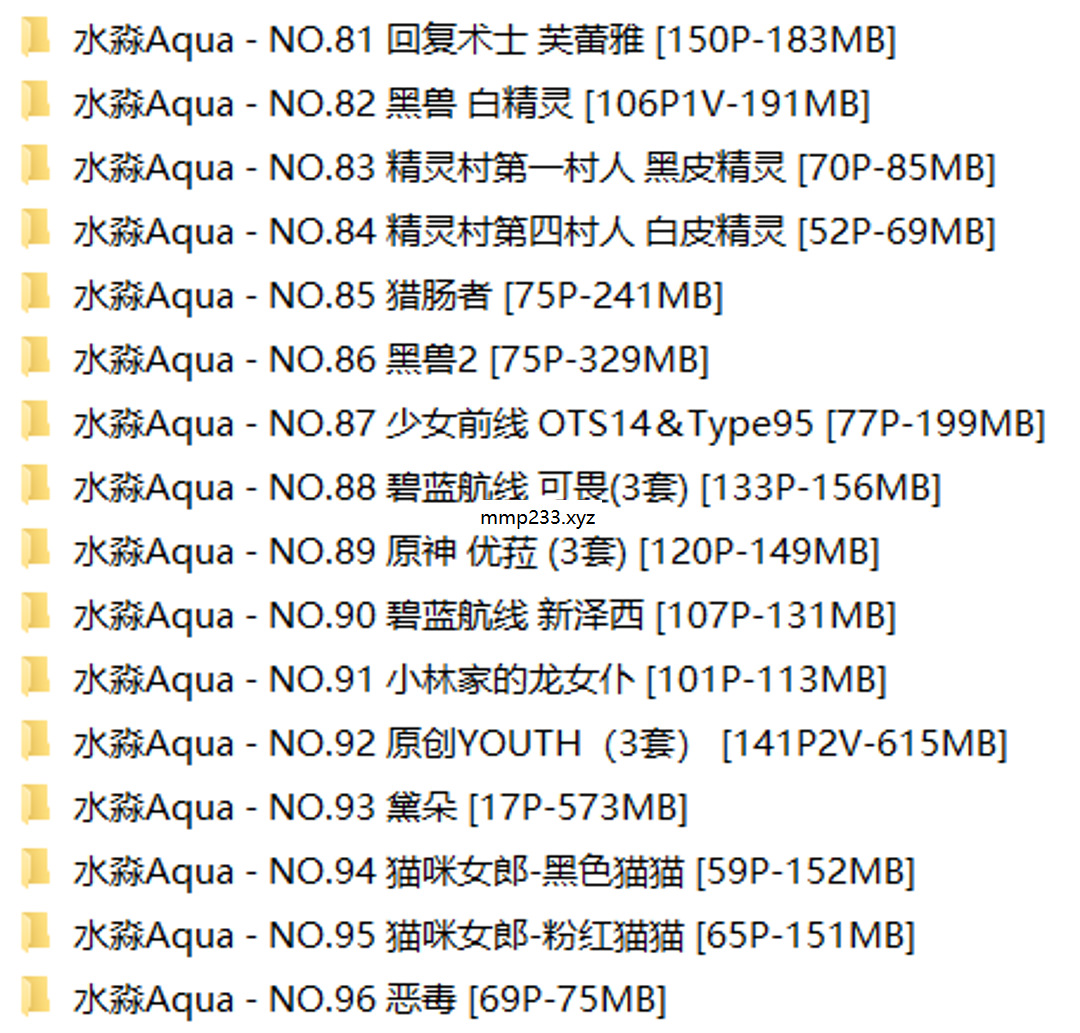 水淼Aqua - NO.81 回复术士 芙蕾雅 [150P-183MB]
水淼Aqua - NO.82 黑兽 白精灵 [106P1V-191MB]
水淼Aqua - NO.83 精灵村第一村人 黑皮精灵 [70P-85MB]
水淼Aqua - NO.84 精灵村第四村人 白皮精灵 [52P-69MB]
水淼Aqua - NO.85 猎肠者 [75P-241MB]
水淼Aqua - NO.86 黑兽2 [75P-329MB]
水淼Aqua - NO.87 少女前线 OTS14&Type95 [77P-199MB]
水淼Aqua - NO.88 碧蓝航线 可畏(3套) [133P-156MB]
mmp233.xyz
水淼Aqua - NO.89 原神 优菈 (3套) [120P-149MB]
水淼Aqua - NO.90 碧蓝航线 新泽西 [107P-131MB]
水淼Aqua - NO.91 小林家的龙女仆 [101P-113MB]
水淼Aqua - NO.92 原创YOUTH（3套） [141P2V-615MB]
水淼Aqua - NO.93 黛朵 [17P-573MB]
水淼Aqua - NO.94 猫咪女郎-黑色猫猫 [59P-152MB]
水淼Aqua - NO.95 猫咪女郎-粉红猫猫 [65P-151MB]
水淼Aqua - NO.96 恶毒 [69P-75MB]